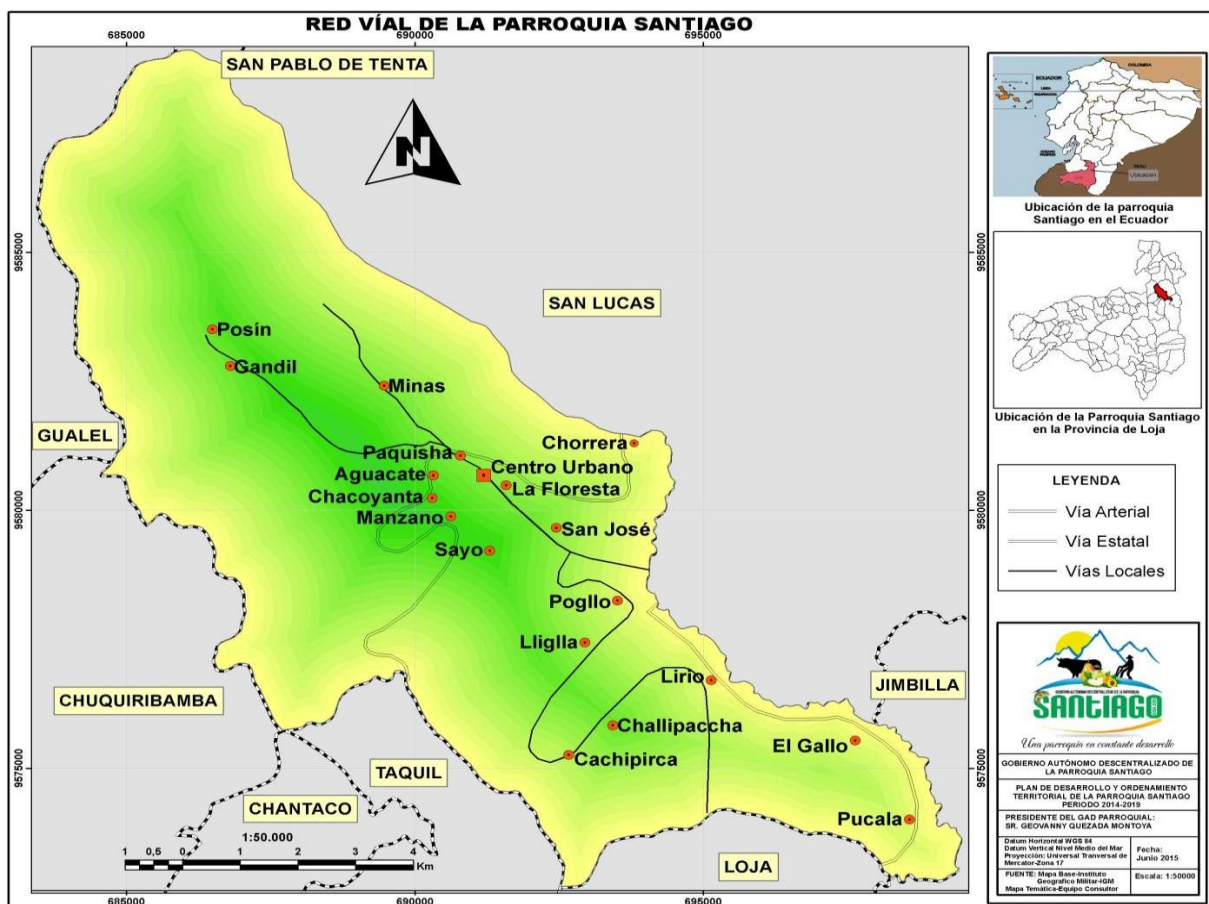 RED VÍAL DE LA PARROQUIA SANTIAGO
685000
690000
695000
SAN PABLO DE TENTA
N
9585000
9585000
SAN LUCAS
Posín
Gandil
Minas
GUALEL
Chorrera
Paquisha
Centro Urbano
Aguacate
La Floresta
Chacoyanta
9580000
9580000
Manzano
San José
Sayo
Pogllo
Lliglla
Lirio
JIMBILLA
CHUQUIRIBAMBA
Challipaccha
El Gallo
Cachipirca
9575000
9575000
TAQUIL
CHANTACO
Pucala
1:50.000
1 0,5 0 1 2 3 4
Km
LOJA
685000
690000
695000
ECUADOR
COLOMBIA
Ubicación
Ubicación de la parroquia
Santiago en el Ecuador
Ubicación de la Parroquia Santiago
en la Provincia de Loja
LEYENDA
Vía Arterial
Vía Estatal
Vías Locales
SANTIAGO
Una parroquia en constante desarrollo
GOBIERNO AUTÓNOMO DESCENTRALIZADO DE
LA PARROQUIA SANTIAGO
PLAN DE DESARROLLO Y ORDENAMIENTO
TERRITORIAL DE LA PARROQUIA SANTIAGO
PERIODO 2014-2019
PRESIDENTE DEL GAD PARROQUIAL:
SR. GEOVANNY QUEZADA MONTOYA
Datum Horizontal WGS 84
Datum Vertical Nivel Medio del Mar
Proyección: Universal Tranversal de
Mercator-Zona 17
Fecha:
Junio 2015
FUENTE: Mapa Base-Instituto
Geografico Militar-IGM
Mapa Temática-Equipo Consultor
Escala: 1:50000